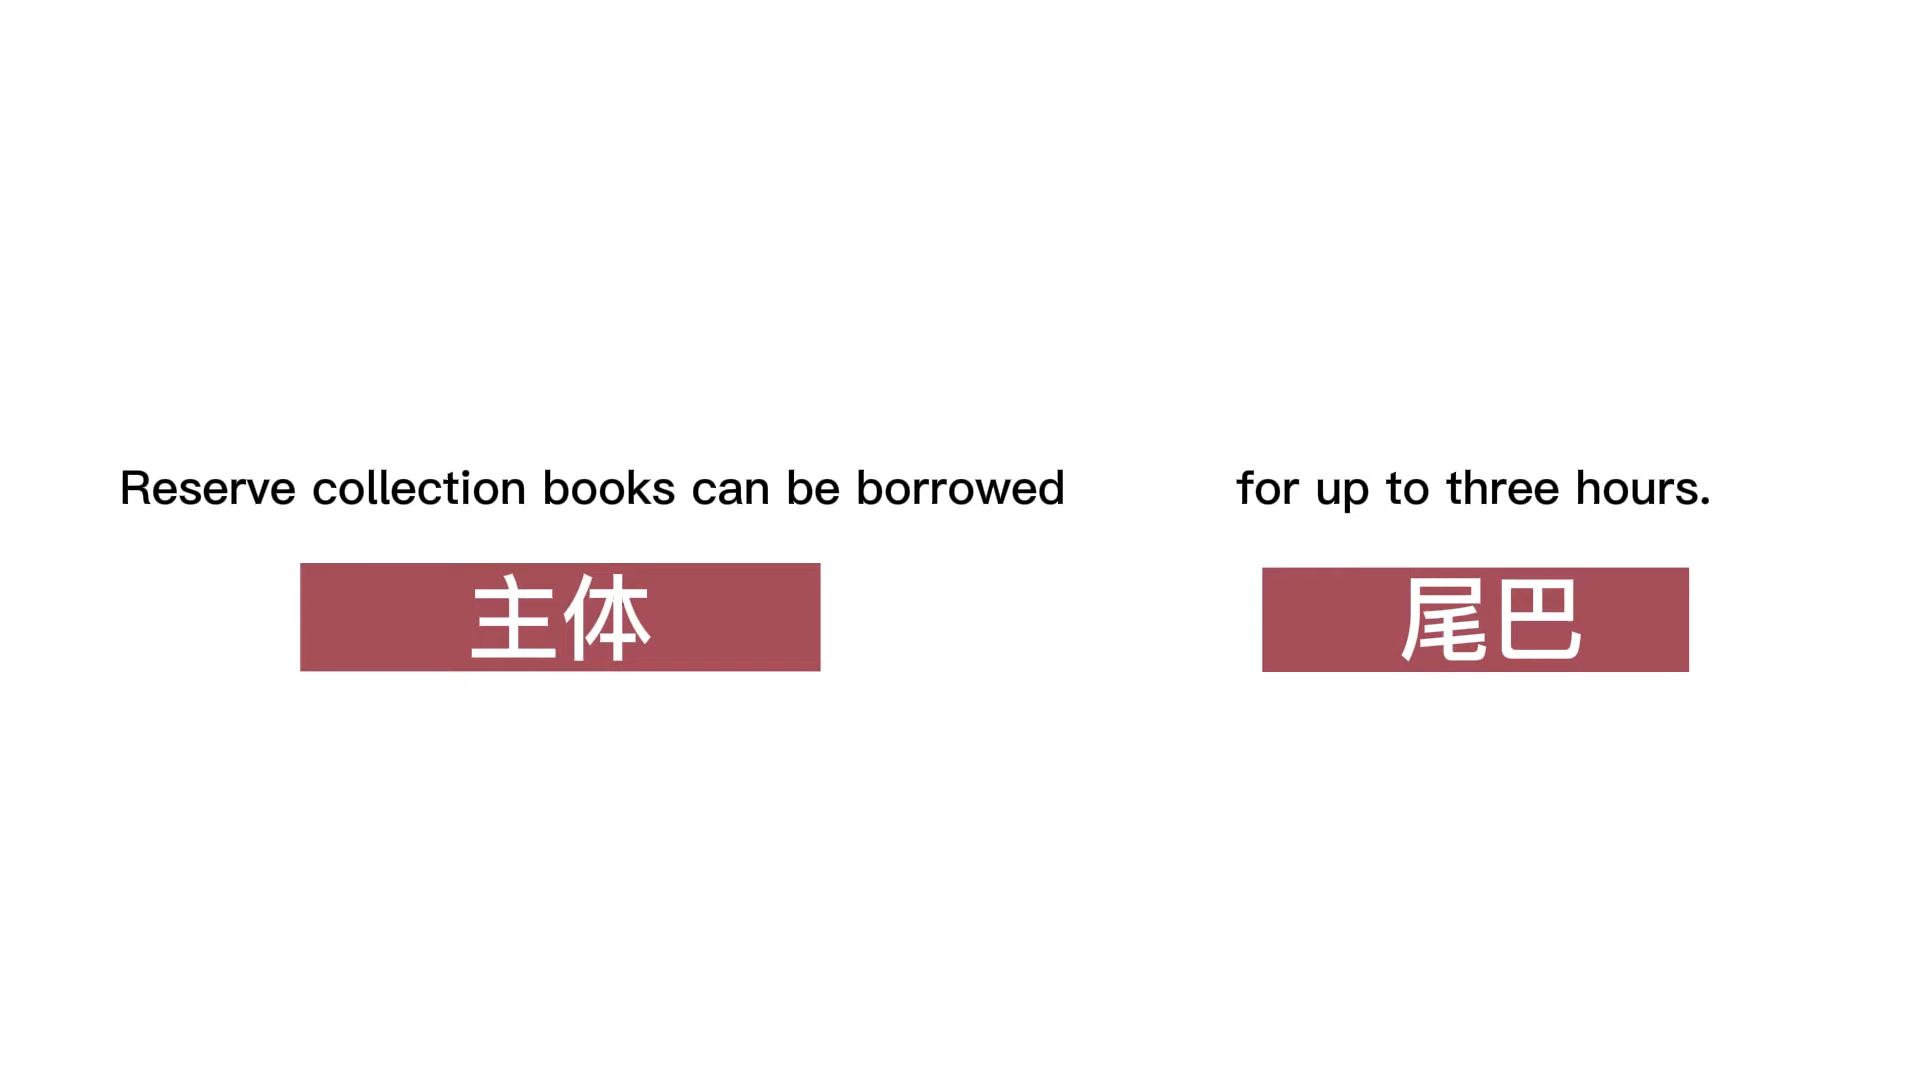 Reserve collection books can be borrowed for up to three hours.
主体 尾巴